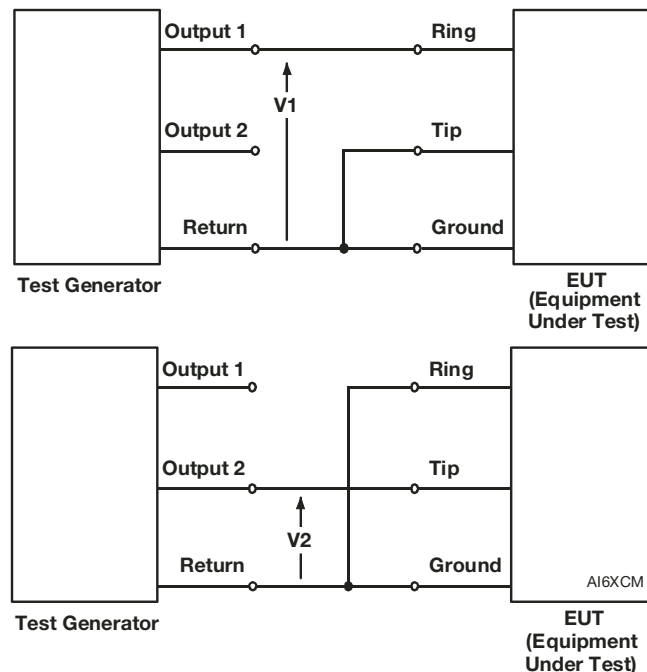 Output 1
Ring
V1
Output 2
Tip
Return
Ground
Test Generator
EUT
(Equipment
Under Test)
Output 1
Ring
Output 2
Tip
V2
Return
Ground
AI6XCM
Test Generator
EUT
(Equipment
Under Test)